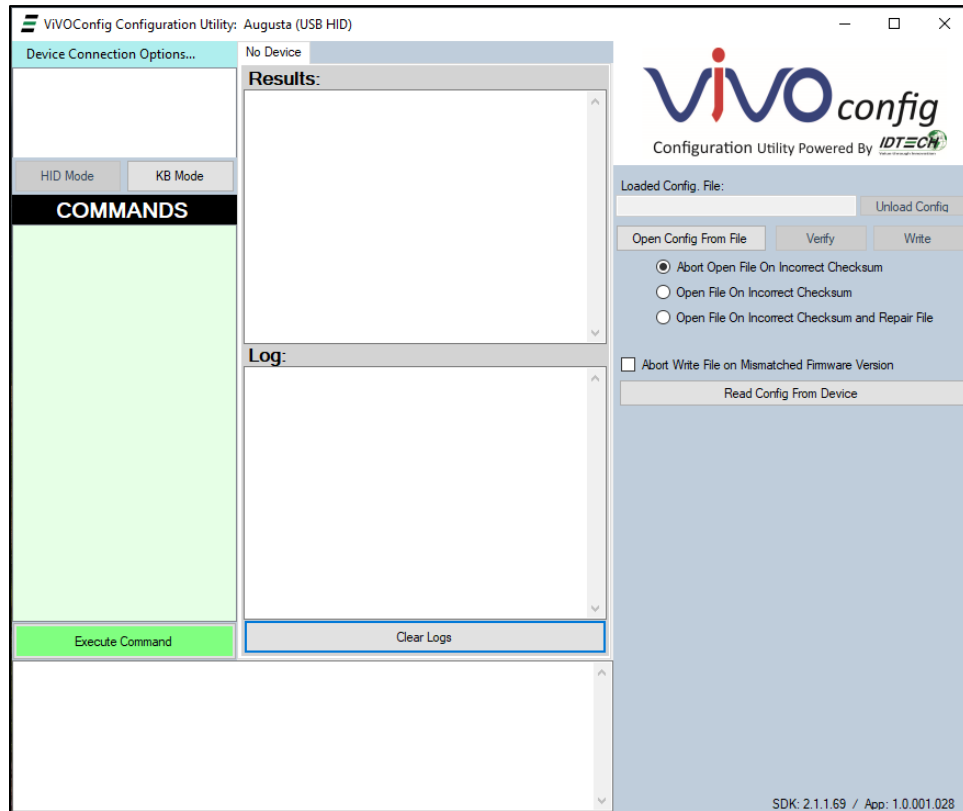 ViVOConfig Configuration Utility: Augusta (USB HID)
Device Connection Options...
No Device
Results:
ViVOconfig
Configuration Utility Powered By IDTECH
Value through Innovation
HID Mode
KB Mode
COMMANDS
Loaded Config. File:
Unload Config
Open Config From File
Verify
Write
Abort Open File On Incorrect Checksum
Open File On Incorrect Checksum
Open File On Incorrect Checksum and Repair File
Log:
Abort Write File on Mismatched Firmware Version
Read Config From Device
Execute Command
Clear Logs
SDK: 2.1.1.69 / App: 1.0.001.028